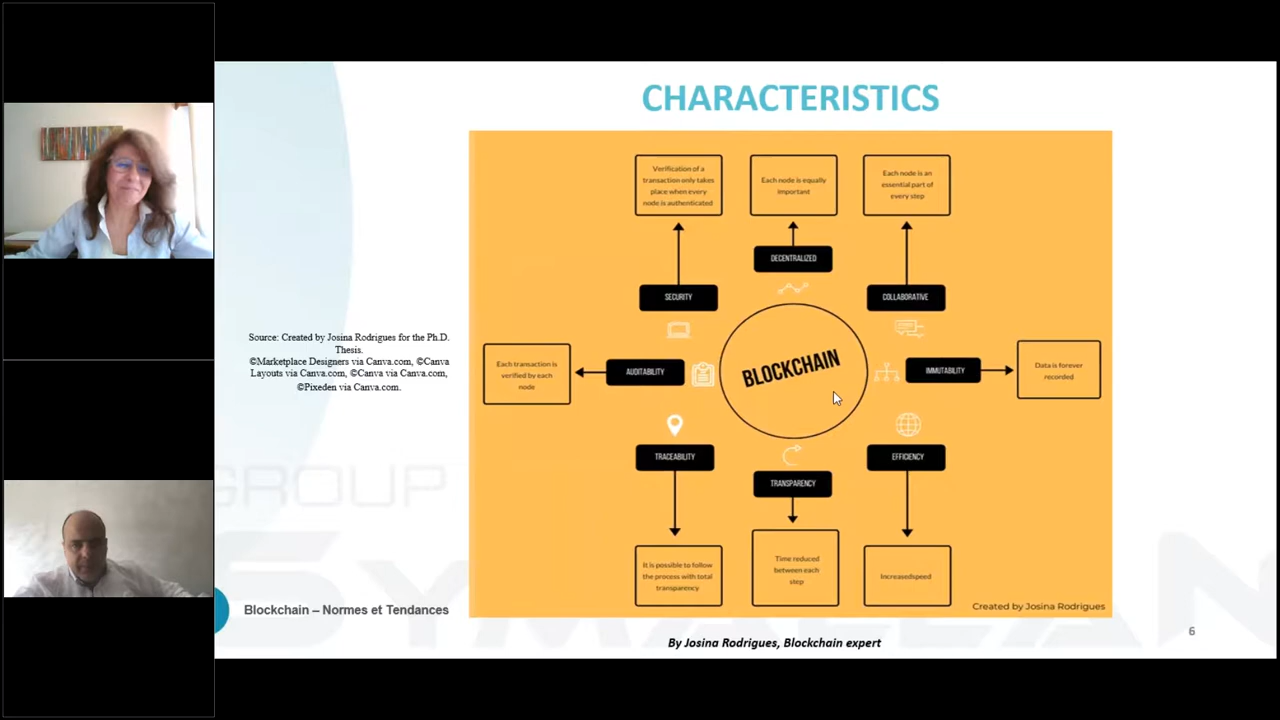 CHARACTERISTICS
Verification of a
transaction only takes
place when every
node is authenticated
Each node is equally
important
Each node is an
essential part of
every step
DECENTRALIZED
SECURITY
COLLABORATIVE
Source: Created by Josina Rodrigues for the Ph.D.
Thesis.
©Marketplace Designers via Canva.com, ©Canva
Layouts via Canva.com, ©Canva via Canva.com,
©Pixeden via Canva.com.
Each transaction is
verified by each
node
AUDITABILITY
BLOCKCHAIN
IMMUTABILITY
Data is forever
recorded
TRACEABILITY
TRANSPARENCY
EFFICIENCY
It is possible to follow
the process with total
transparency
Time reduced
between each
step
Increasedspeed
GROUP
Created by Josina Rodrigues
Blockchain – Normes et Tendances
By Josina Rodrigues, Blockchain expert
6